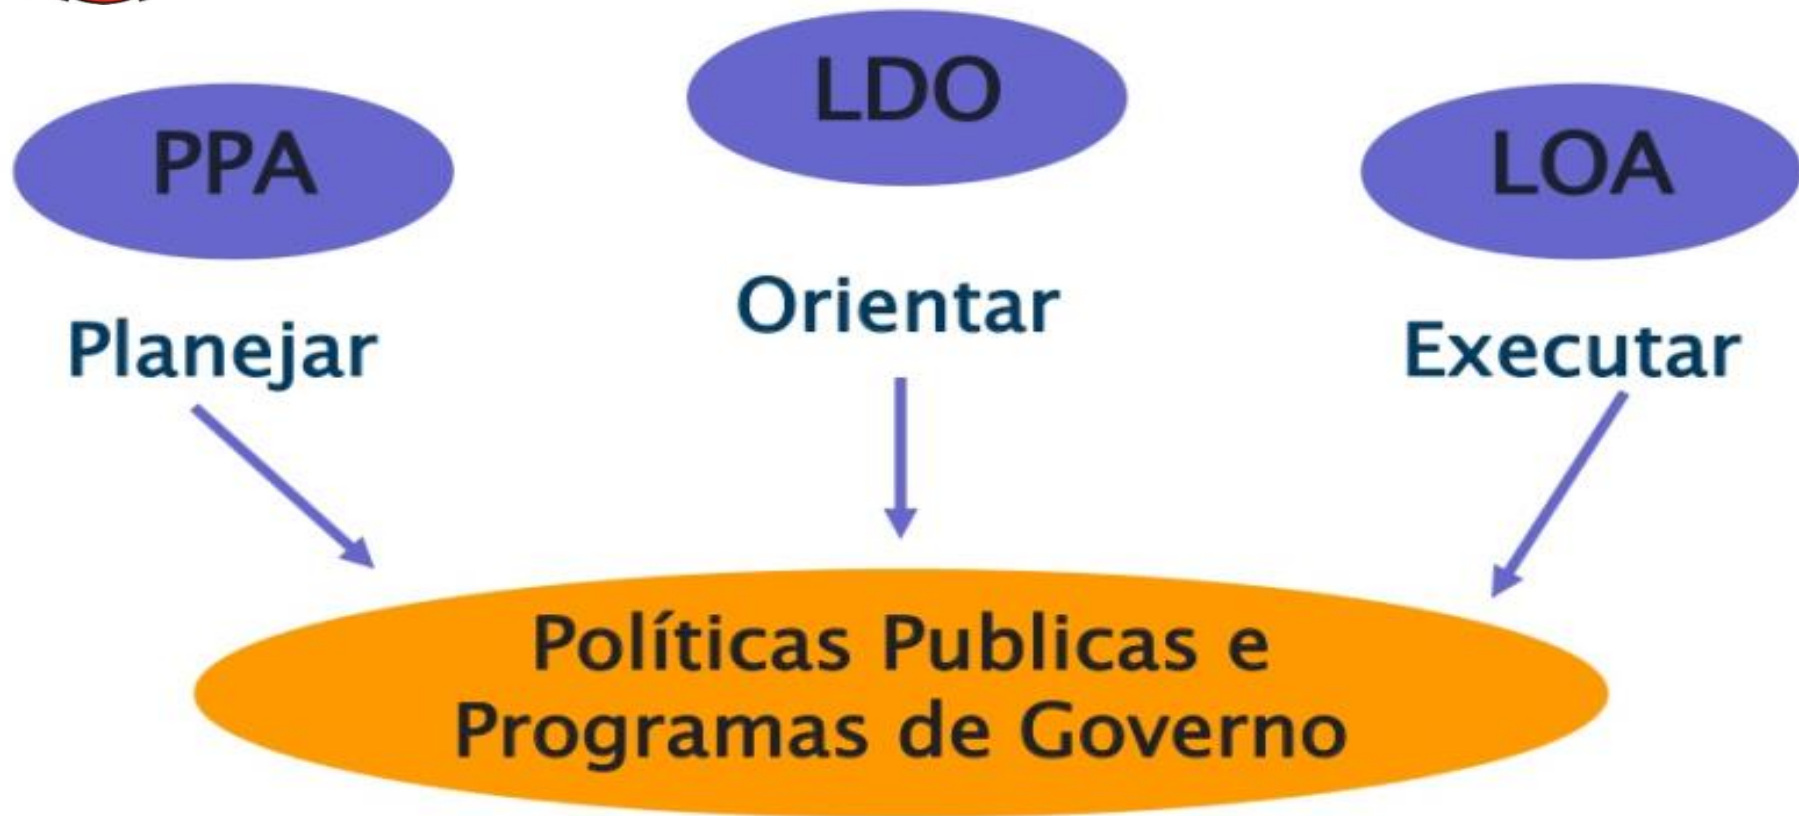 PPA
LDO
LOA
Planejar
Orientar
Executar
Políticas Publicas e
Programas de Governo